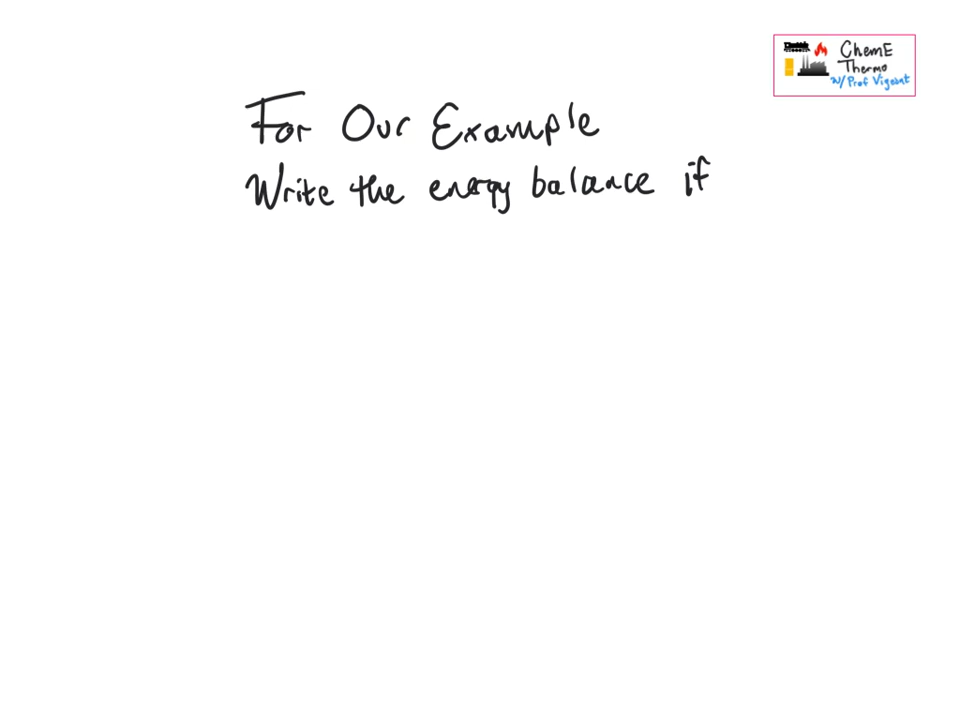 ChemE
Thermo
w/ Prof Vigeant
For Our Example
Write the energy balance if